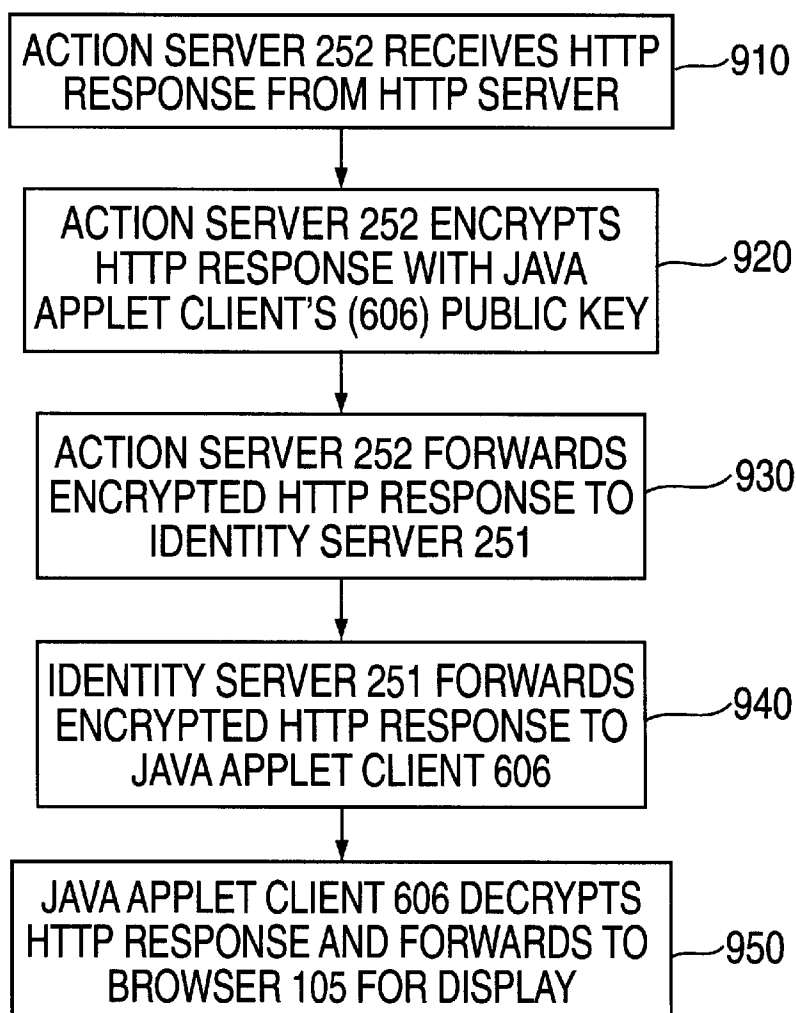 ACTION SERVER 252 RECEIVES HTTP
RESPONSE FROM HTTP SERVER
910
ACTION SERVER 252 ENCRYPTS
HTTP RESPONSE WITH JAVA
APPLET CLIENT'S (606) PUBLIC KEY
920
ACTION SERVER 252 FORWARDS
ENCRYPTED HTTP RESPONSE TO
IDENTITY SERVER 251
930
IDENTITY SERVER 251 FORWARDS
ENCRYPTED HTTP RESPONSE TO
JAVA APPLET CLIENT 606
940
JAVA APPLET CLIENT 606 DECRYPTS
HTTP RESPONSE AND FORWARDS TO
BROWSER 105 FOR DISPLAY
950